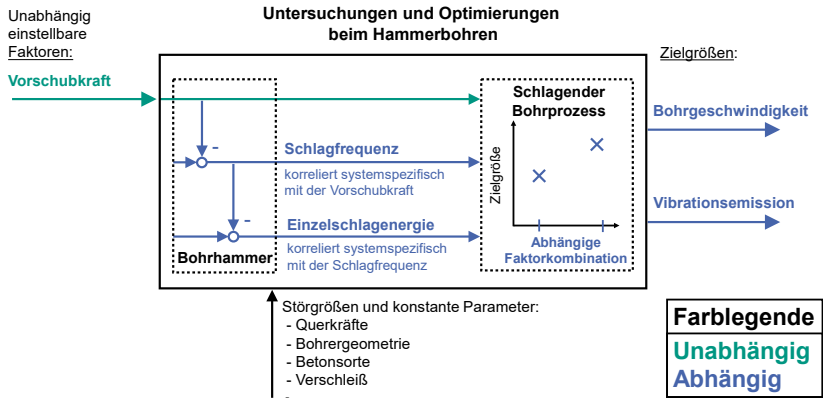 Unabhängig
einstellbare
Faktoren:
Untersuchungen und Optimierungen
beim Hammerbohren
Zielgrößen:
Vorschubkraft
Schlagender
Bohrprozess
Bohrgeschwindigkeit
-
Schlagfrequenz
korreliert systemspezifisch
mit der Vorschubkraft
Zielgröße
Vibrationsemission
-
Einzelschlagenergie
korreliert systemspezifisch
mit der Schlagfrequenz
Bohrhammer
Abhängige
Faktorkombination
Störgrößen und konstante Parameter:
- Querkräfte
- Bohrergeometrie
- Betonsorte
- Verschleiß
-
Farblegende
Unabhängig
Abhängig